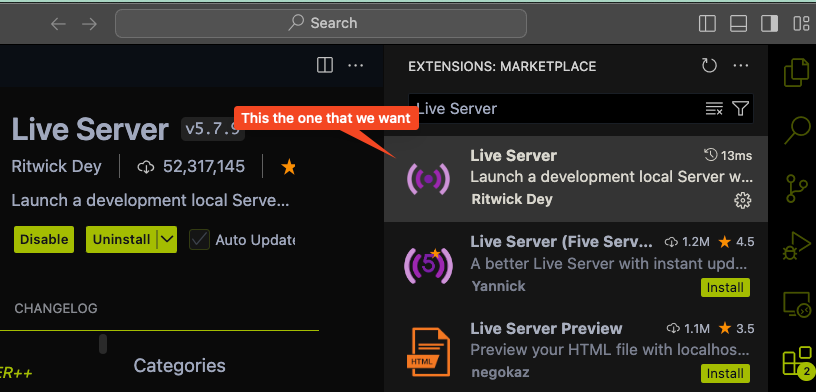 Search
EXTENSIONS: MARKETPLACE
Live Server
This the one that we want
Live Server v5.7.9
Ritwick Dey 52,317,145
Launch a development local Serve...
Disable Uninstall Auto Update
CHANGELOG
ER++
Categories
Live Server 13ms
Launch a development local Server w...
Ritwick Dey
Live Server (Five Serv... 1.2M 4.5
A better Live Server with instant upd...
Yannick Install
5
Live Server Preview 1.1M 3.5
Preview your HTML file with localhos...
negokaz Install
HTML
2